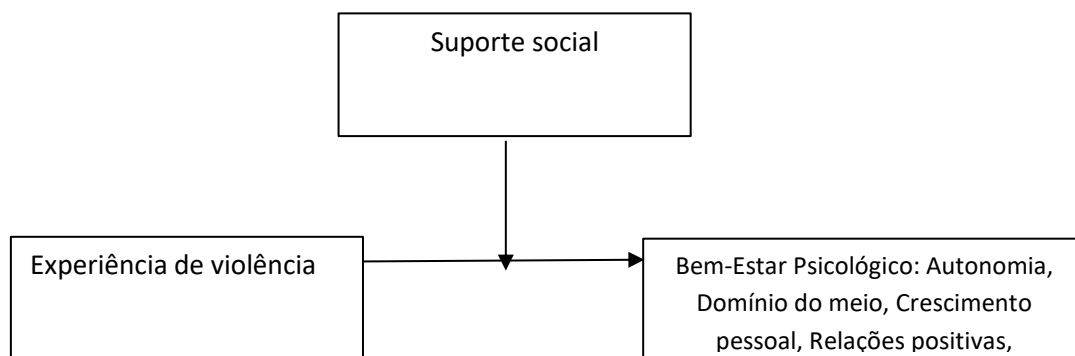 Suporte social
Experiência de violência
Bem-Estar Psicológico: Autonomia,
Domínio do meio, Crescimento
pessoal, Relações positivas,